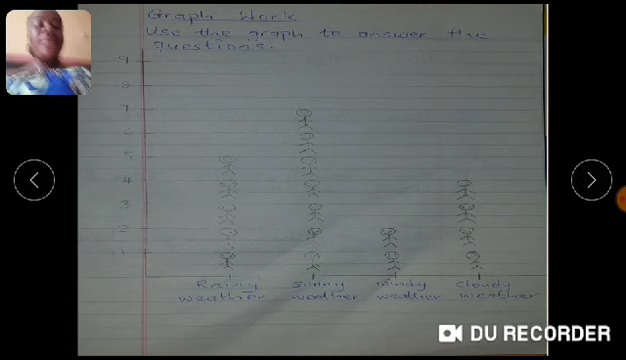 Graph Work
Use the graph to answer the
questions.
9
8
7
6
5
4
3
2
1
Rainy weather
sunny weather
windy weather
cloudy weather
DU RECORDER